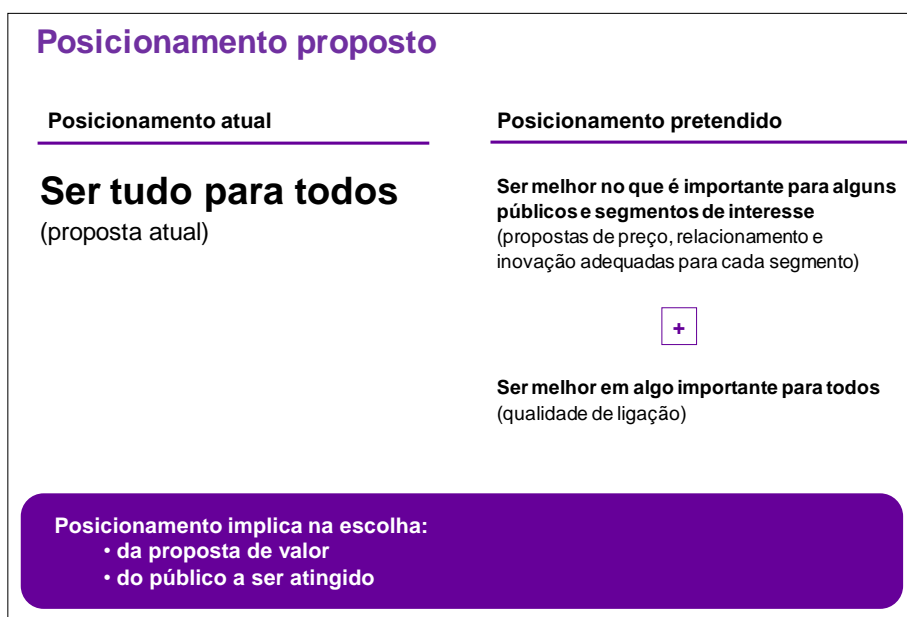 Posicionamento proposto
Posicionamento atual
Ser tudo para todos
(proposta atual)
Posicionamento pretendido
Ser melhor no que é importante para alguns
públicos e segmentos de interesse
(propostas de preço, relacionamento e
inovação adequadas para cada segmento)
+
Ser melhor em algo importante para todos
(qualidade de ligação)
Posicionamento implica na escolha:
• da proposta de valor
• do público a ser atingido